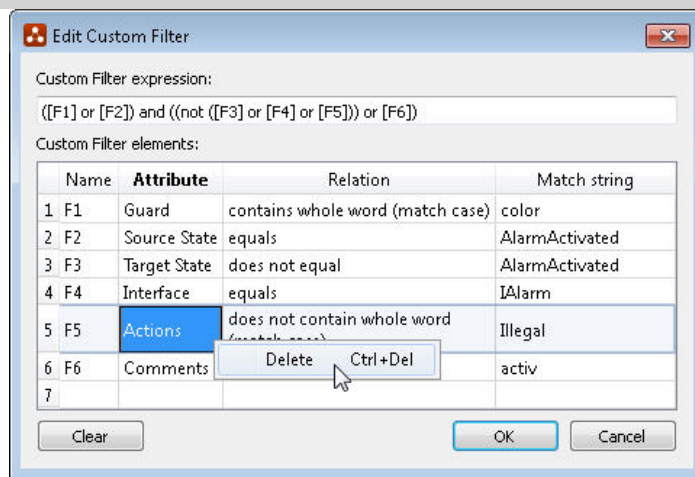 Edit Custom Filter
Custom Filter expression:
([F1] or [F2]) and ((not ([F3] or [F4] or [F5])) or [F6])
Custom Filter elements:
Name Attribute Relation Match string
1 F1 Guard contains whole word (match case) color
2 F2 Source State equals AlarmActivated
3 F3 Target State does not equal AlarmActivated
4 F4 Interface equals IAlarm
5 F5 Actions does not contain whole word Illegal
Delete Ctrl+Del
6 F6 Comments activ
7
Clear OK Cancel